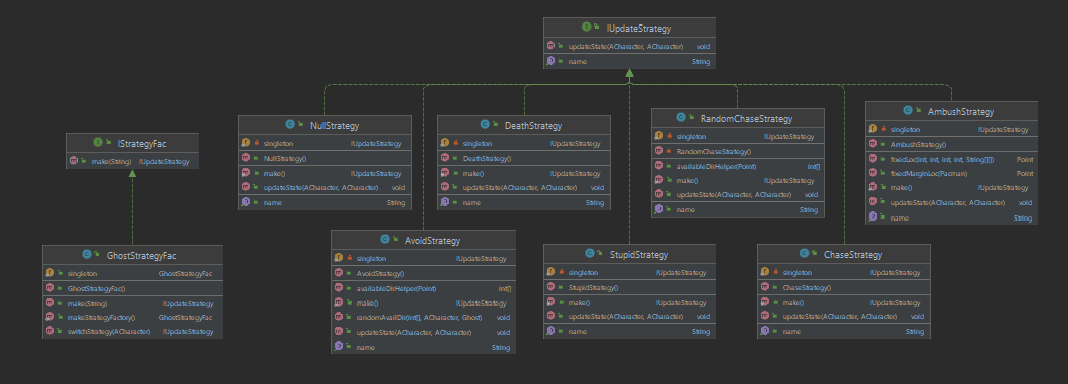 IUpdateStrategy
updateState(ACharacter, ACharacter) void
name String
IStrategyFac
make(String) IUpdateStrategy
NullStrategy
singleton IUpdateStrategy
NullStrategy()
make() IUpdateStrategy
updateState(ACharacter, ACharacter) void
name String
DeathStrategy
singleton IUpdateStrategy
DeathStrategy()
make() IUpdateStrategy
updateState(ACharacter, ACharacter) void
name String
RandomChaseStrategy
singleton IUpdateStrategy
RandomChaseStrategy()
availableDirHelper(Point) int[]
make() IUpdateStrategy
updateState(ACharacter, ACharacter) void
name String
AmbushStrategy
singleton IUpdateStrategy
AmbushStrategy()
fixedLoc(int, int, int, int, String[][]) Point
fixedMarginLoc(Pacman) Point
make() IUpdateStrategy
updateState(ACharacter, ACharacter) void
name String
GhostStrategyFac
singleton GhostStrategyFac
GhostStrategyFac()
make(String) IUpdateStrategy
makeStrategyFactory() GhostStrategyFac
switchStrategy(ACharacter) IUpdateStrategy
AvoidStrategy
singleton IUpdateStrategy
AvoidStrategy()
availableDirHelper(Point) int[]
make() IUpdateStrategy
randomAvailDir(int[], ACharacter, Ghost) void
updateState(ACharacter, ACharacter) void
name String
StupidStrategy
singleton IUpdateStrategy
StupidStrategy()
make() IUpdateStrategy
updateState(ACharacter, ACharacter) void
name String
ChaseStrategy
singleton IUpdateStrategy
ChaseStrategy()
make() IUpdateStrategy
updateState(ACharacter, ACharacter) void
name String